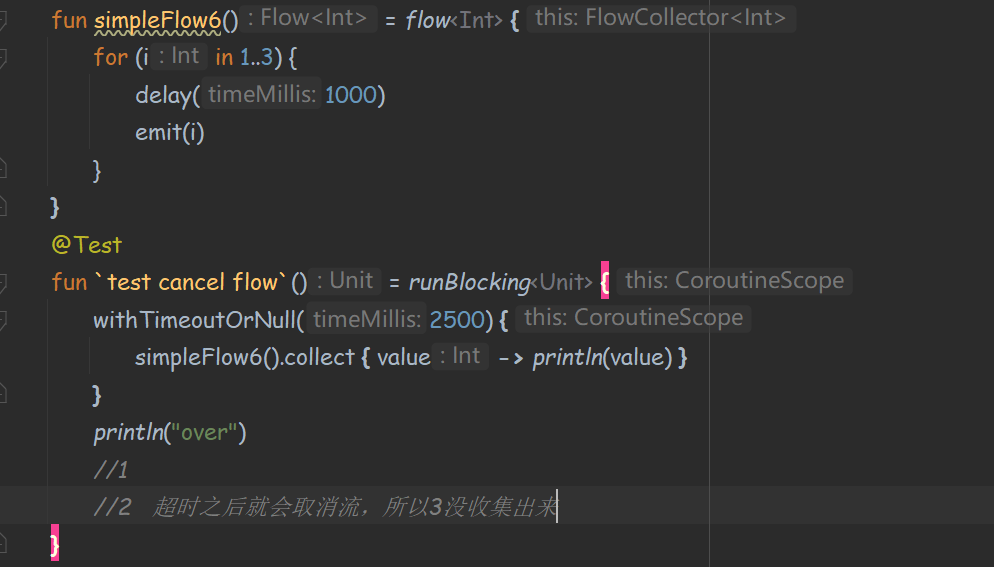 fun simpleFlow6() : Flow<Int> = flow<Int> { this: FlowCollector<Int>
for (i : Int in 1..3) {
delay( timeMillis: 1000)
emit(i)
}
}
@Test
fun `test cancel flow`() : Unit = runBlocking<Unit> { this: CoroutineScope
withTimeoutOrNull( timeMillis: 2500) { this: CoroutineScope
simpleFlow6().collect { value : Int -> println(value) }
}
println("over")
//1
//2 超时之后就会取消流，所以3没收集出来
}